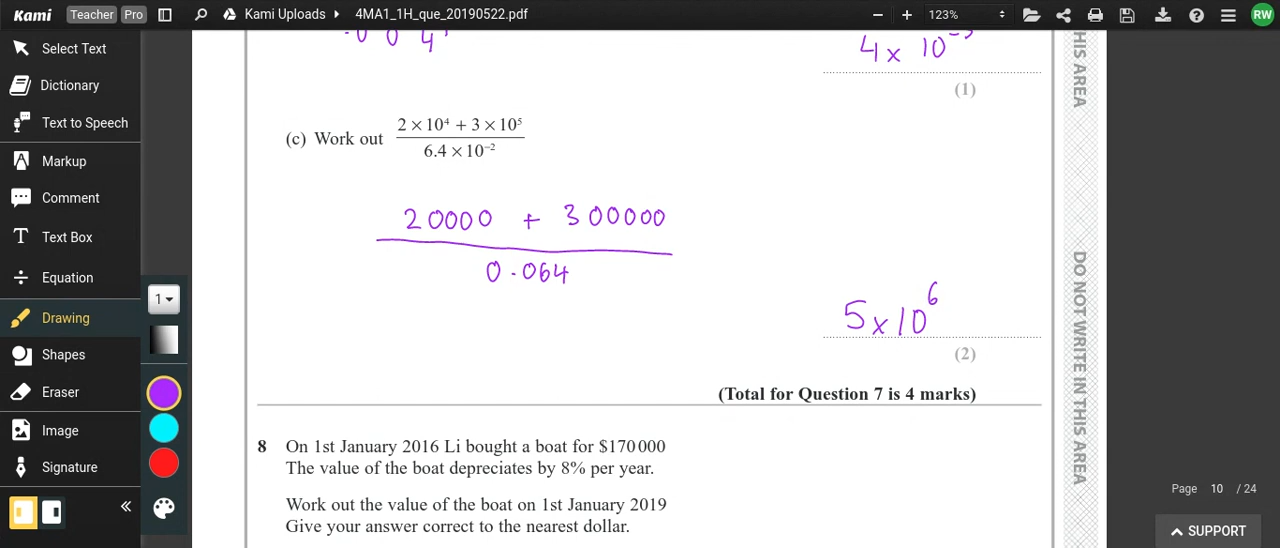 Kami Teacher Pro Kami Uploads 4MA1_1H_que_20190522.pdf 123% RW
Select Text
Dictionary
Text to Speech
Markup
Comment
Text Box
Equation
Drawing
Shapes
Eraser
Image
Signature
1
4 × 10
(1)
(c) Work out (2 × 10⁴ + 3 × 10⁵) / (6.4 × 10⁻²)
20000 + 300000
0.064
5 × 10⁶
(2)
(Total for Question 7 is 4 marks)
8 On 1st January 2016 Li bought a boat for $170 000
The value of the boat depreciates by 8% per year.
Work out the value of the boat on 1st January 2019
Give your answer correct to the nearest dollar.
THIS AREA
DO NOT WRITE IN THIS AREA
Page 10 / 24
SUPPORT